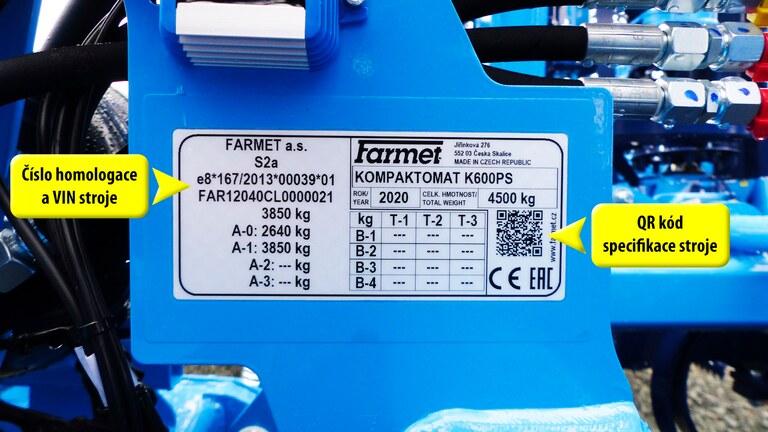 Číslo homologace
a VIN stroje
FARMET a.s.
S2a
e8*167/2013*00039*01
FAR12040CL0000021
3850 kg
A-0: 2640 kg
A-1: 3850 kg
A-2: --- kg
A-3: --- kg
Farmet
Jiřinková 276
552 03 Česká Skalice
MADE IN CZECH REPUBLIC
KOMPAKTOMAT K600PS
ROK/
YEAR
2020
CELK. HMOTNOST/
TOTAL WEIGHT
4500 kg
kg T-1 T-2 T-3
B-1 --- --- ---
B-2 --- --- ---
B-3 --- --- ---
B-4 --- --- ---
www.farmet.cz
CE EAC
QR kód
specifikace stroje